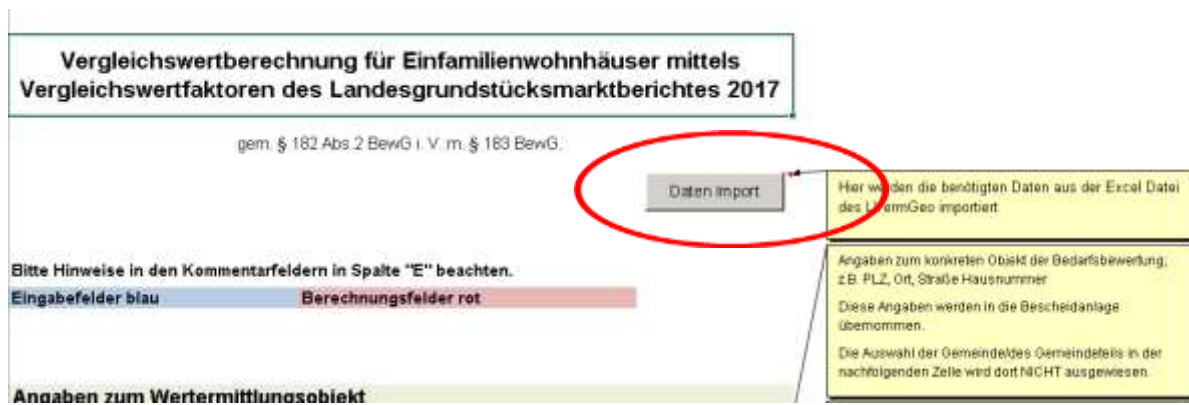 Vergleichswertberechnung für Einfamilienwohnhäuser mittels
Vergleichswertfaktoren des Landesgrundstücksmarktberichtes 2017
gem. § 182 Abs.2 BewG i. V. m. § 183 BewG.
Daten Import
Hier werden die benötigten Daten aus der Excel Datei
des LVermGeo importiert
Bitte Hinweise in den Kommentarfeldern in Spalte "E" beachten.
Eingabefelder blau Berechnungsfelder rot
Angaben zum konkreten Objekt der Bedarfsbewertung,
z.B. PLZ, Ort, Straße Hausnummer
Diese Angaben werden in die Bescheidanlage
übernommen.
Die Auswahl der Gemeinde/des Gemeindeteils in der
nachfolgenden Zelle wird dort NICHT ausgewiesen.
Angaben zum Wertermittlungsobjekt